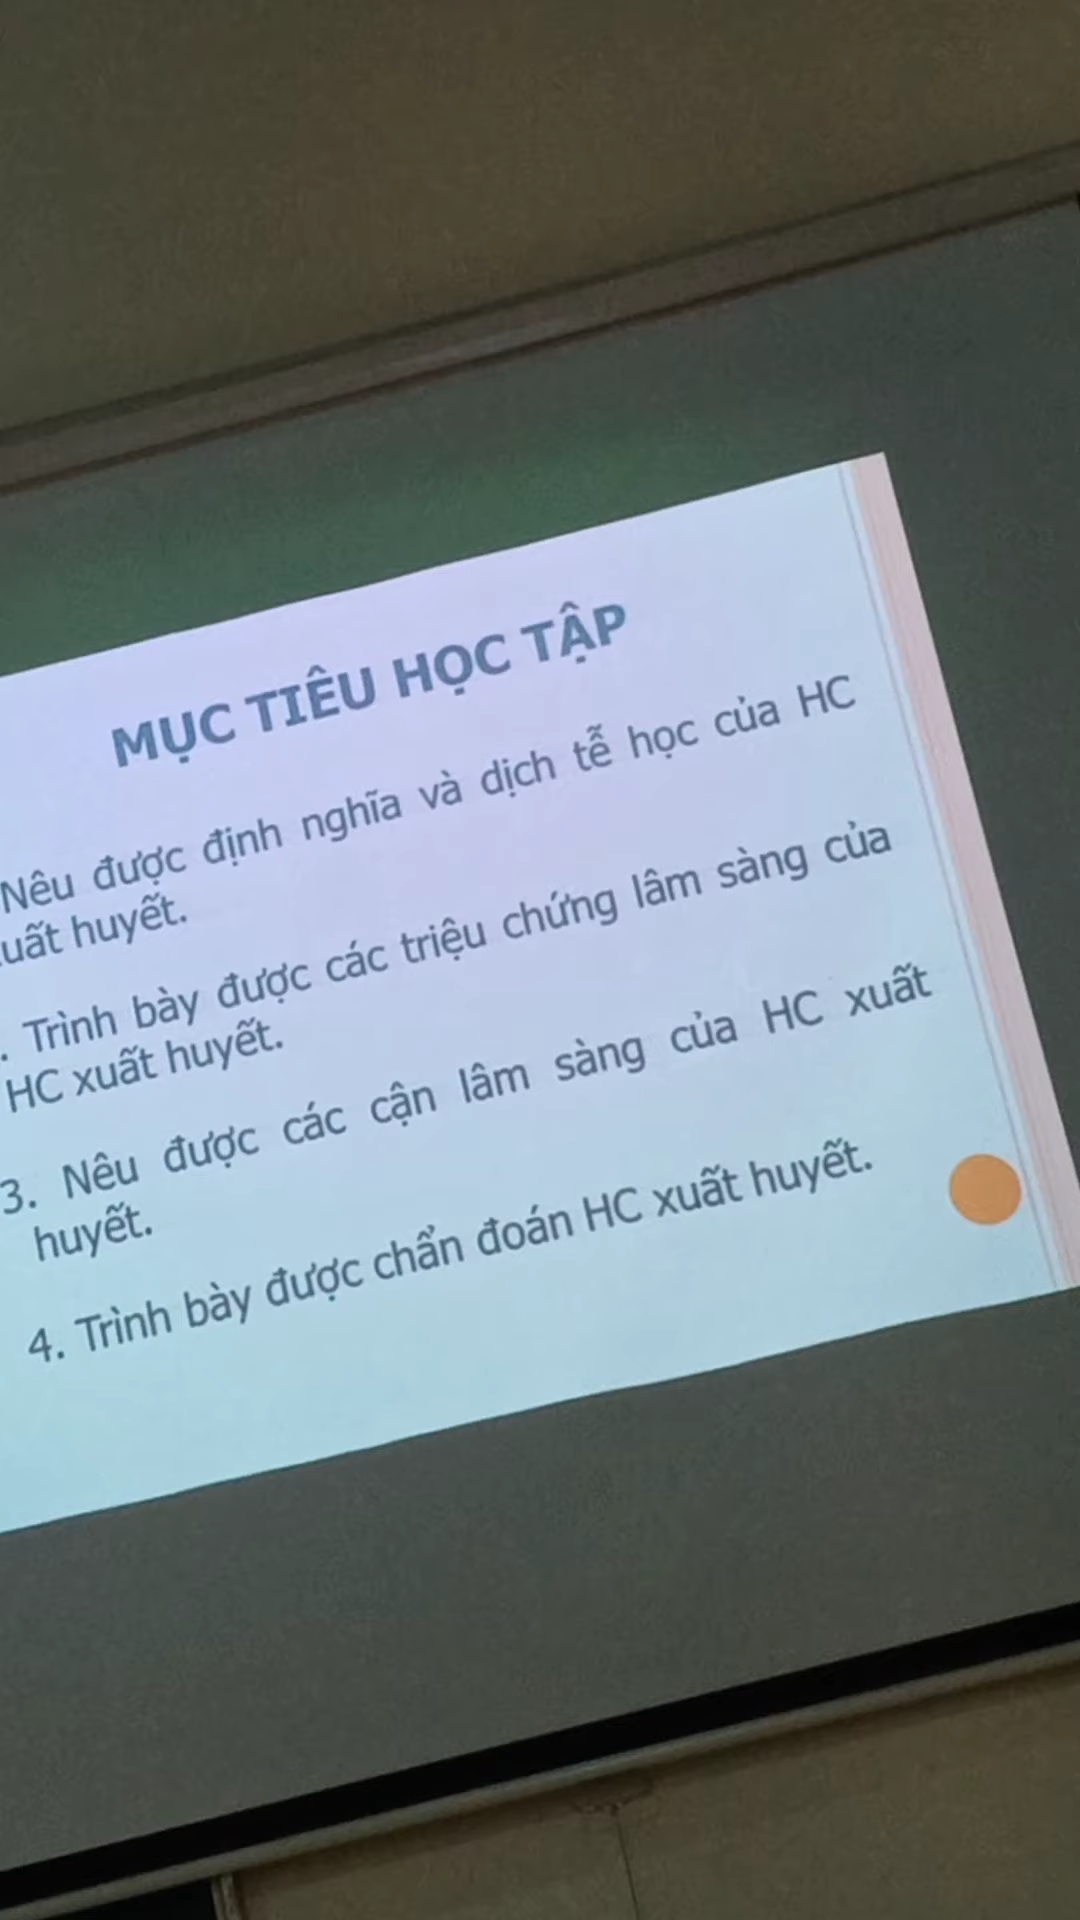 MỤC TIÊU HỌC TẬP
Nêu được định nghĩa và dịch tễ học của HC
uất huyết.
. Trình bày được các triệu chứng lâm sàng của
HC xuất huyết.
3. Nêu được các cận lâm sàng của HC xuất
huyết.
4. Trình bày được chẩn đoán HC xuất huyết.